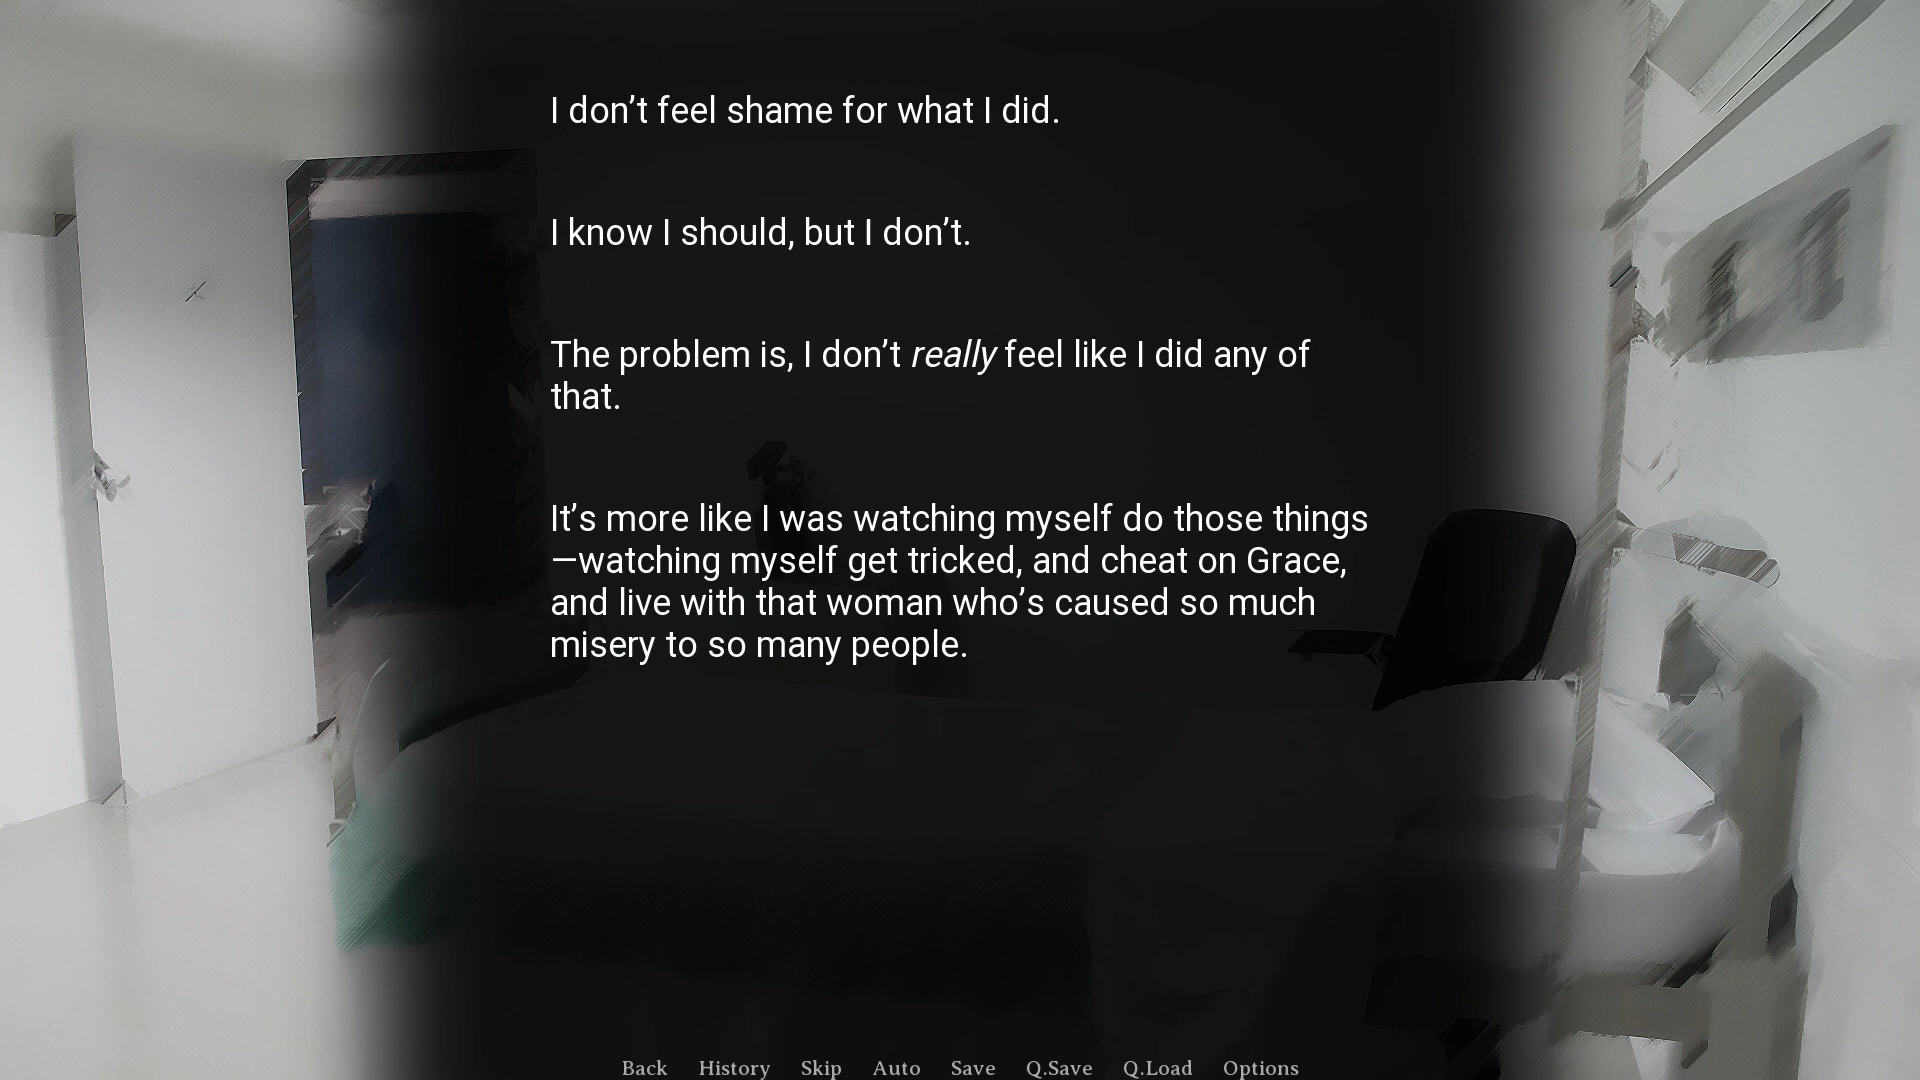 I don’t feel shame for what I did.
I know I should, but I don’t.
The problem is, I don’t really feel like I did any of
that.
It’s more like I was watching myself do those things
—watching myself get tricked, and cheat on Grace,
and live with that woman who’s caused so much
misery to so many people.
Back History Skip Auto Save Q.Save Q.Load Options